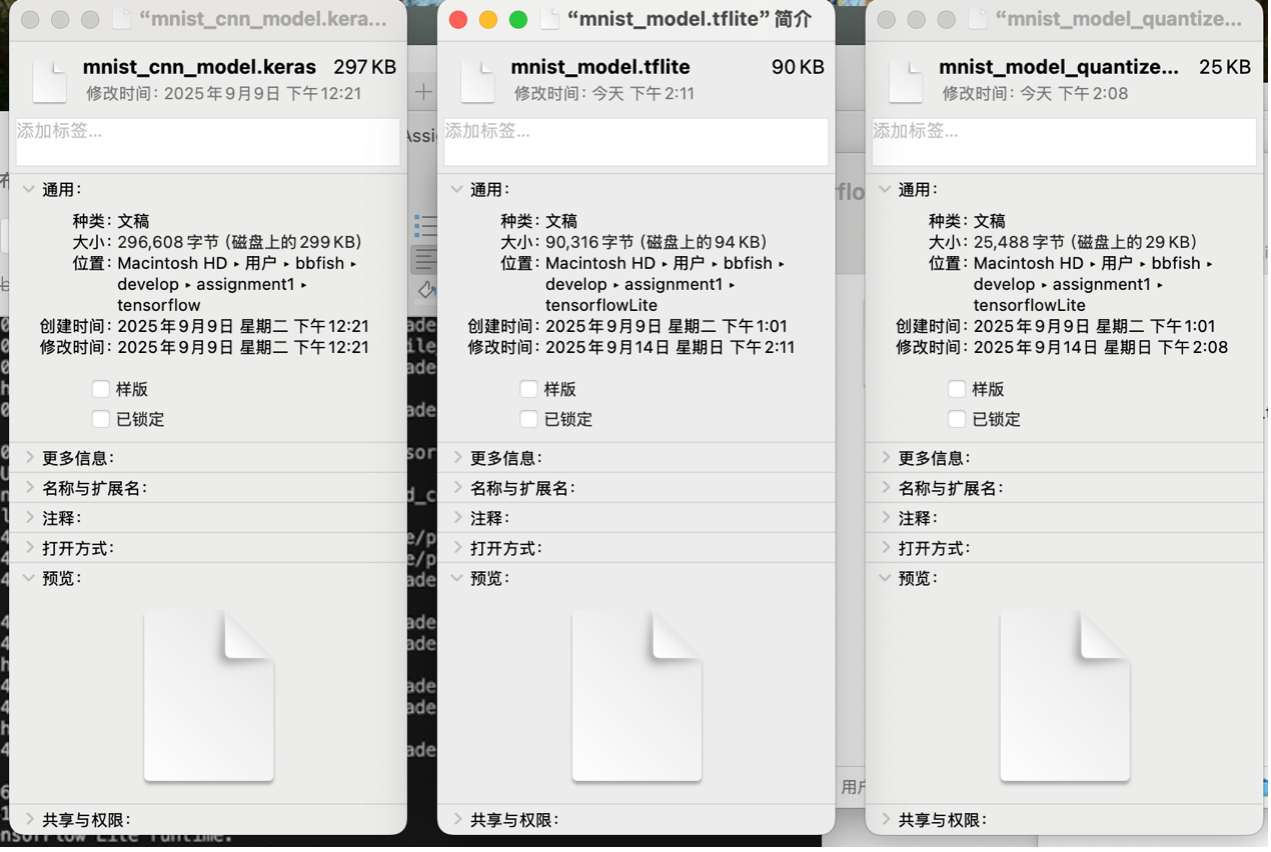 “mnist_cnn_model.kera...
mnist_cnn_model.keras 297 KB
修改时间：2025年9月9日 下午12:21
添加标签...
通用：
种类：文稿
大小：296,608 字节（磁盘上的299 KB）
位置：Macintosh HD ▸ 用户 ▸ bbfish ▸
develop ▸ assignment1 ▸
tensorflow
创建时间：2025年9月9日 星期二 下午12:21
修改时间：2025年9月9日 星期二 下午12:21
样版
已锁定
更多信息：
名称与扩展名：
注释：
打开方式：
预览：
共享与权限：
“mnist_model.tflite” 简介
mnist_model.tflite 90 KB
修改时间：今天 下午2:11
添加标签...
通用：
种类：文稿
大小：90,316 字节（磁盘上的94 KB）
位置：Macintosh HD ▸ 用户 ▸ bbfish ▸
develop ▸ assignment1 ▸
tensorflowLite
创建时间：2025年9月9日 星期二 下午1:01
修改时间：2025年9月14日 星期日 下午2:11
样版
已锁定
更多信息：
名称与扩展名：
注释：
打开方式：
预览：
共享与权限：
“mnist_model_quantize...
mnist_model_quantize... 25 KB
修改时间：今天 下午2:08
添加标签...
通用：
种类：文稿
大小：25,488 字节（磁盘上的29 KB）
位置：Macintosh HD ▸ 用户 ▸ bbfish ▸
develop ▸ assignment1 ▸
tensorflowLite
创建时间：2025年9月9日 星期二 下午1:01
修改时间：2025年9月14日 星期日 下午2:08
样版
已锁定
更多信息：
名称与扩展名：
注释：
打开方式：
预览：
共享与权限：